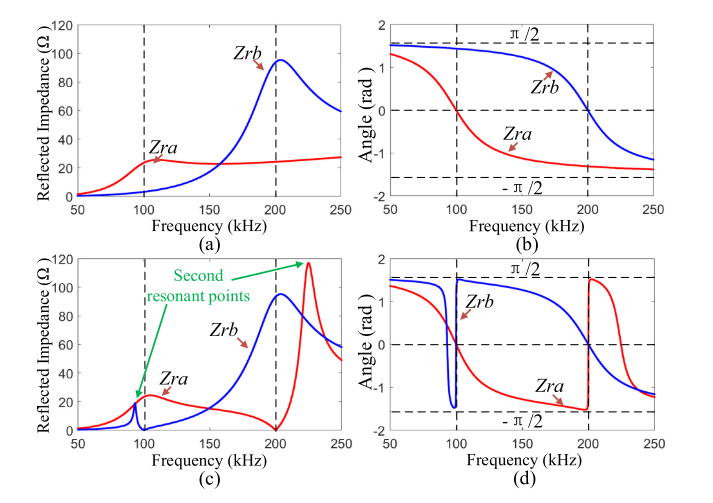 Reflected Impedance (Ω)
120
100
80
60
40
20
0
Zrb
Zra
50 100 150 200 250
Frequency (kHz)
(a)
Angle (rad )
2
1
0
-1
-2
π /2
Zrb
Zra
- π /2
50 100 150 200 250
Frequency (kHz)
(b)
Reflected Impedance (Ω )
120
100
80
60
40
20
0
Second
resonant points
Zrb
Zra
50 100 150 200 250
Frequency (kHz)
(c)
Angle (rad )
2
1
0
-1
-2
π /2
Zrb
Zra
- π /2
50 100 150 200 250
Frequency (kHz)
(d)